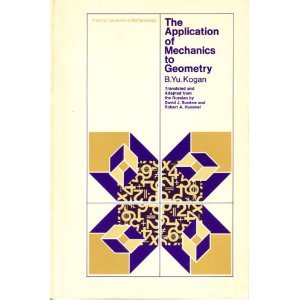 Popular Lectures in Mathematics
The
Application
of
Mechanics
to
Geometry
B.Yu.Kogan
Translated and
Adapted from
the Russian by
David J. Sookne and
Robert A. Hummel